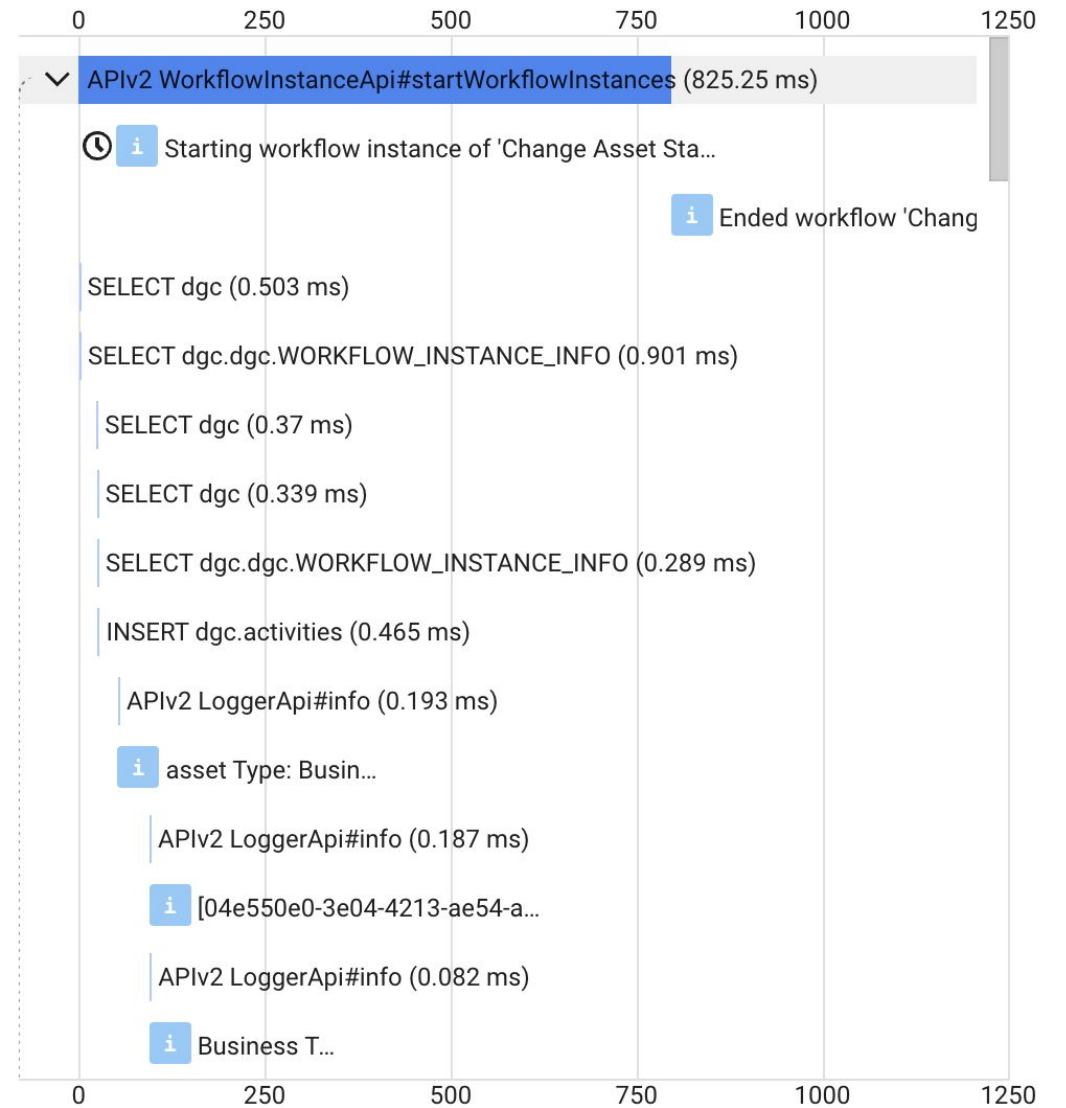 0 250 500 750 1000 1250
APIv2 WorkflowInstanceApi#startWorkflowInstances (825.25 ms)
i Starting workflow instance of 'Change Asset Sta...
i Ended workflow 'Chang
SELECT dgc (0.503 ms)
SELECT dgc.dgc.WORKFLOW_INSTANCE_INFO (0.901 ms)
SELECT dgc (0.37 ms)
SELECT dgc (0.339 ms)
SELECT dgc.dgc.WORKFLOW_INSTANCE_INFO (0.289 ms)
INSERT dgc.activities (0.465 ms)
APIv2 LoggerApi#info (0.193 ms)
i asset Type: Busin...
APIv2 LoggerApi#info (0.187 ms)
i [04e550e0-3e04-4213-ae54-a...
APIv2 LoggerApi#info (0.082 ms)
i Business T...
0 250 500 750 1000 1250